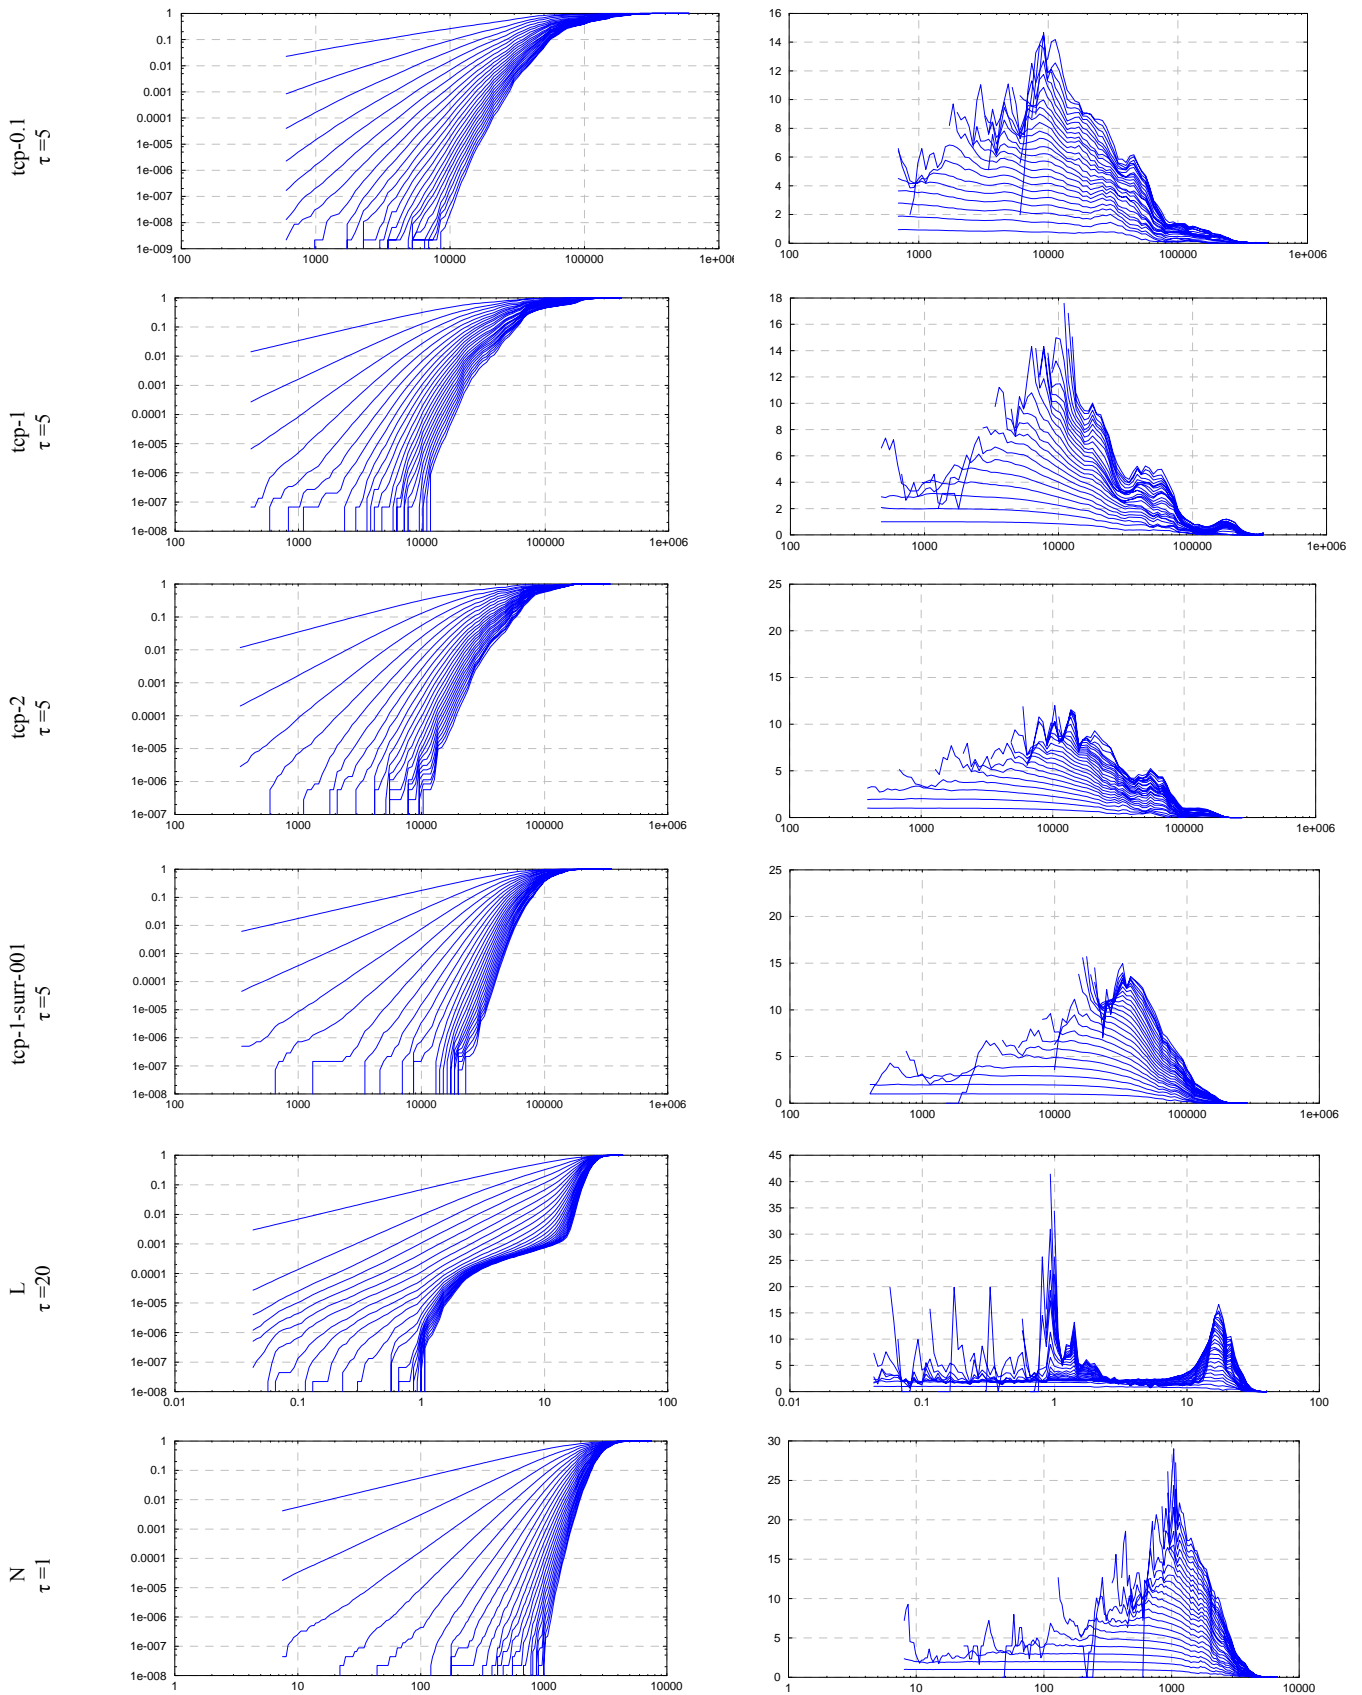 tcp-0.1
τ=5
1
0.1
0.01
0.001
0.0001
1e-005
1e-006
1e-007
1e-008
1e-009
100 1000 10000 100000 1e+006
16
14
12
10
8
6
4
2
0
100 1000 10000 100000 1e+006
tcp-1
τ=5
1
0.1
0.01
0.001
0.0001
1e-005
1e-006
1e-007
1e-008
100 1000 10000 100000 1e+006
18
16
14
12
10
8
6
4
2
0
100 1000 10000 100000 1e+006
tcp-2
τ=5
1
0.1
0.01
0.001
0.0001
1e-005
1e-006
1e-007
100 1000 10000 100000 1e+006
25
20
15
10
5
0
100 1000 10000 100000 1e+006
tcp-1-surr-001
τ=5
1
0.1
0.01
0.001
0.0001
1e-005
1e-006
1e-007
1e-008
100 1000 10000 100000 1e+006
25
20
15
10
5
0
100 1000 10000 100000 1e+006
L
τ=20
1
0.1
0.01
0.001
0.0001
1e-005
1e-006
1e-007
1e-008
0.01 0.1 1 10 100
45
40
35
30
25
20
15
10
5
0
0.01 0.1 1 10 100
N
τ=1
1
0.1
0.01
0.001
0.0001
1e-005
1e-006
1e-007
1e-008
1 10 100 1000 10000
30
25
20
15
10
5
0
1 10 100 1000 10000